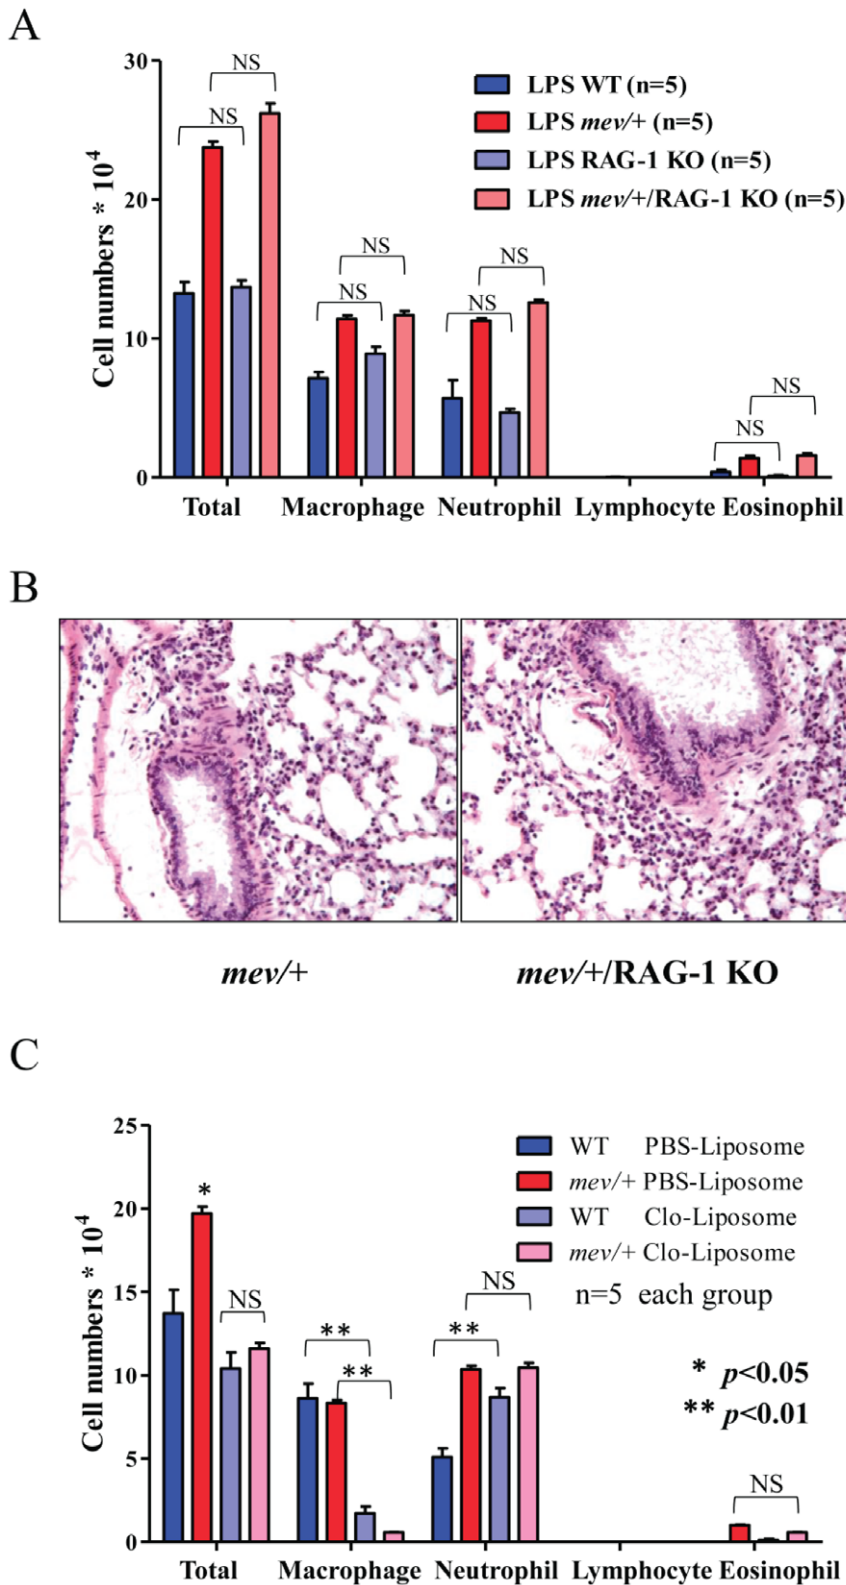 A
30
20
10
0
Cell numbers * 10⁴
NS
NS
NS
NS
NS
NS
NS
NS
LPS WT (n=5)
LPS mev/+ (n=5)
LPS RAG-1 KO (n=5)
LPS mev/+/RAG-1 KO (n=5)
Total Macrophage Neutrophil Lymphocyte Eosinophil
B
mev/+ mev/+/RAG-1 KO
C
25
20
15
10
5
0
Cell numbers * 10⁴
*
NS
**
**
**
NS
NS
WT PBS-Liposome
mev/+ PBS-Liposome
WT Clo-Liposome
mev/+ Clo-Liposome
n=5 each group
* p<0.05
** p<0.01
Total Macrophage Neutrophil Lymphocyte Eosinophil